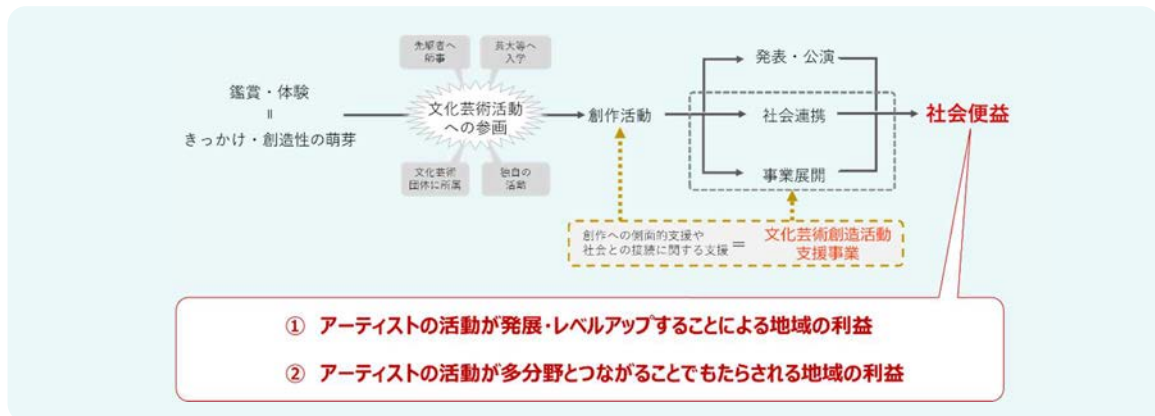 先駆者へ
師事
芸大等へ
入学
鑑賞・体験
=
きっかけ・創造性の萌芽
文化芸術活動
への参画
文化芸術
団体に所属
独自の
活動
創作活動
発表・公演
社会連携
事業展開
社会便益
創作への側面的支援や
社会との接続に関する支援
=
文化芸術創造活動
支援事業
① アーティストの活動が発展・レベルアップすることによる地域の利益
② アーティストの活動が多分野とつながることでもたらされる地域の利益